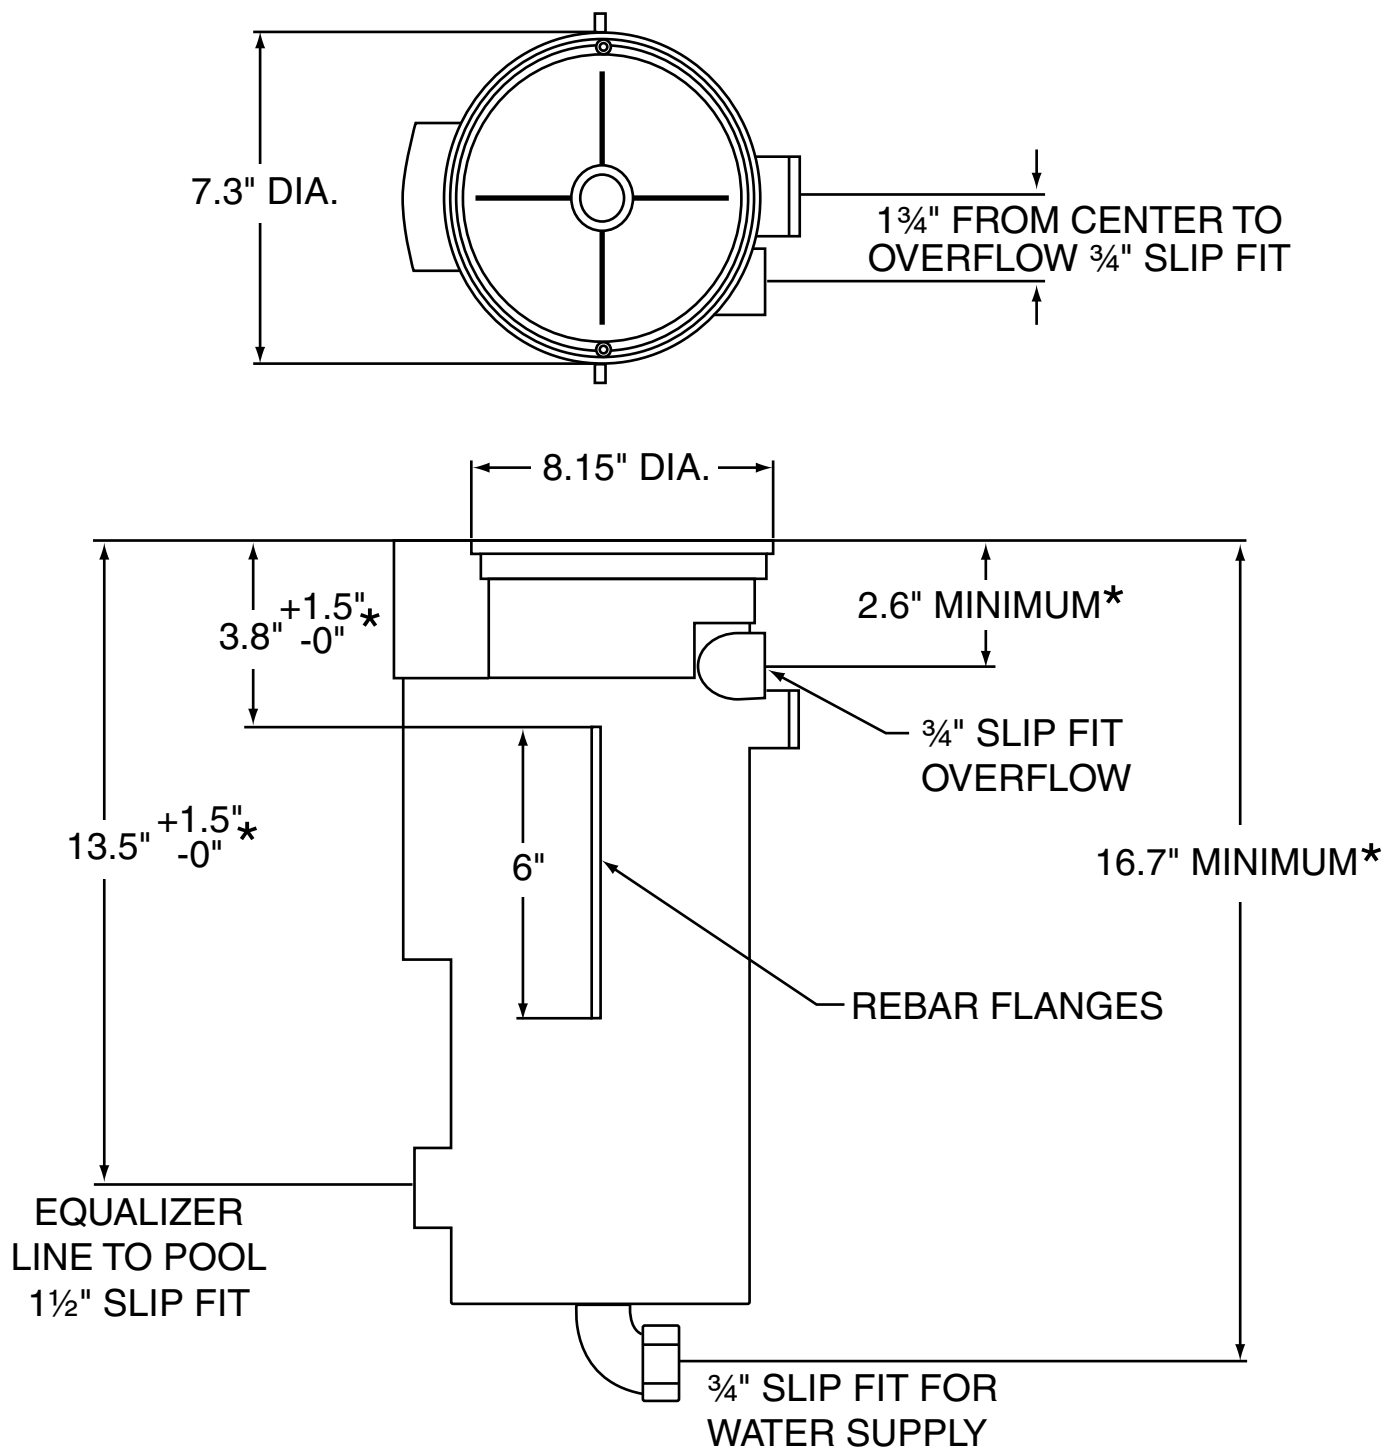 7.3" DIA.
1¾" FROM CENTER TO
OVERFLOW ¾" SLIP FIT
8.15" DIA.
3.8" +1.5" *
-0"
2.6" MINIMUM*
¾" SLIP FIT
OVERFLOW
13.5" +1.5" *
-0"
6"
16.7" MINIMUM*
REBAR FLANGES
EQUALIZER
LINE TO POOL
1½" SLIP FIT
¾" SLIP FIT FOR
WATER SUPPLY